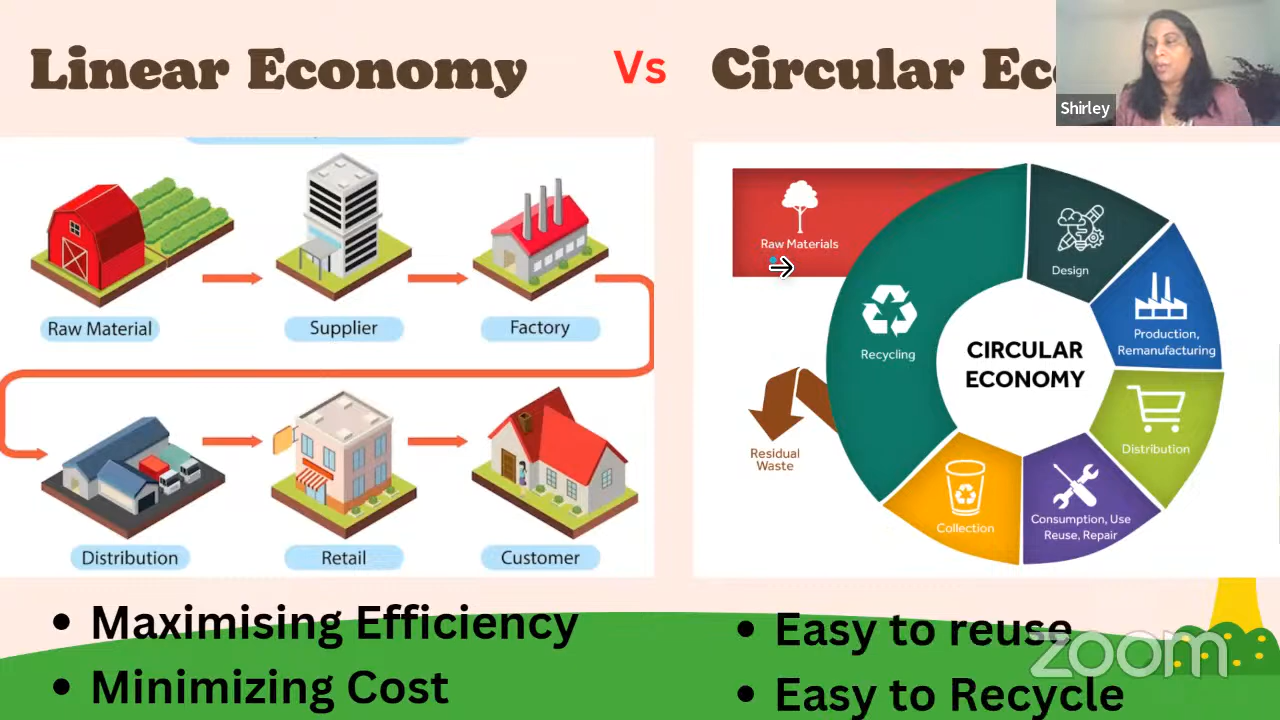 Linear Economy
Vs
Circular
Shirley
Raw Material
Supplier
Factory
Distribution
Retail
Customer
Raw Materials
Recycling
Design
Production,
Remanufacturing
CIRCULAR
ECONOMY
Distribution
Consumption, Use
Reuse, Repair
Collection
Residual
Waste
• Maximising Efficiency
• Minimizing Cost
• Easy to reuse
• Easy to Recycle
zoom